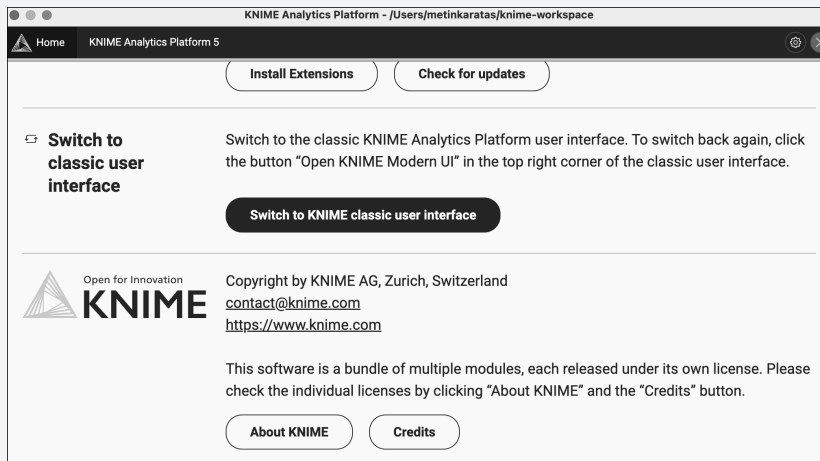 KNIME Analytics Platform - /Users/metinkaratas/knime-workspace
Home KNIME Analytics Platform 5
Install Extensions Check for updates
Switch to
classic user
interface
Switch to the classic KNIME Analytics Platform user interface. To switch back again, click
the button “Open KNIME Modern UI” in the top right corner of the classic user interface.
Switch to KNIME classic user interface
Open for Innovation
KNIME
Copyright by KNIME AG, Zurich, Switzerland
contact@knime.com
https://www.knime.com
This software is a bundle of multiple modules, each released under its own license. Please
check the individual licenses by clicking “About KNIME” and the “Credits” button.
About KNIME Credits